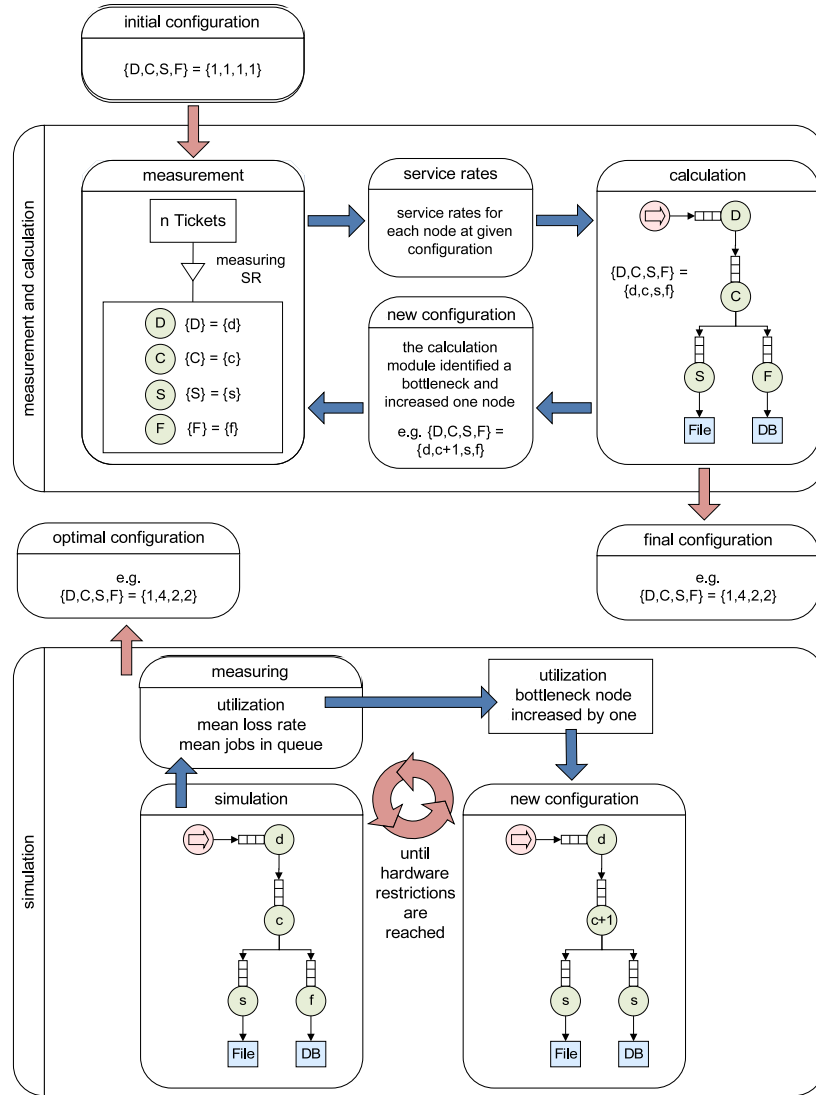 initial configuration
{D,C,S,F} = {1,1,1,1}
measurement and calculation
measurement
n Tickets
measuring
SR
D {D} = {d}
C {C} = {c}
S {S} = {s}
F {F} = {f}
service rates
service rates for
each node at given
configuration
new configuration
the calculation
module identified a
bottleneck and
increased one node
e.g. {D,C,S,F} =
{d,c+1,s,f}
calculation
D
{D,C,S,F} =
{d,c,s,f}
C
S
F
File
DB
optimal configuration
e.g.
{D,C,S,F} = {1,4,2,2}
final configuration
e.g.
{D,C,S,F} = {1,4,2,2}
simulation
measuring
utilization
mean loss rate
mean jobs in queue
utilization
bottleneck node
increased by one
simulation
d
c
s
f
File
DB
until
hardware
restrictions
are
reached
new configuration
d
c+1
s
s
File
DB